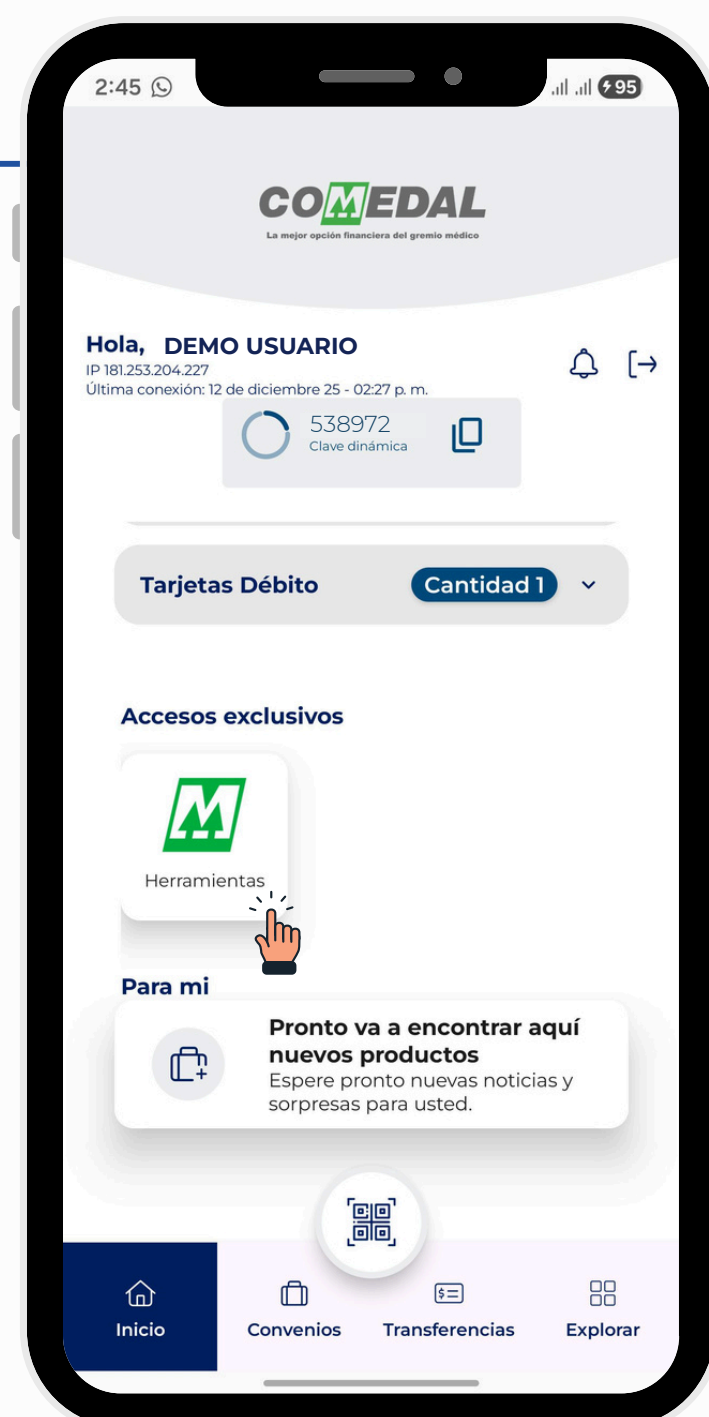 2:45
95
COMEDAL
La mejor opción financiera del gremio médico
Hola, DEMO USUARIO
IP 181.253.204.227
Última conexión: 12 de diciembre 25 - 02:27 p. m.
538972
Clave dinámica
Tarjetas Débito Cantidad 1
Accesos exclusivos
M
Herramientas
Para mi
Pronto va a encontrar aquí
nuevos productos
Espere pronto nuevas noticias y
sorpresas para usted.
Inicio Convenios Transferencias Explorar